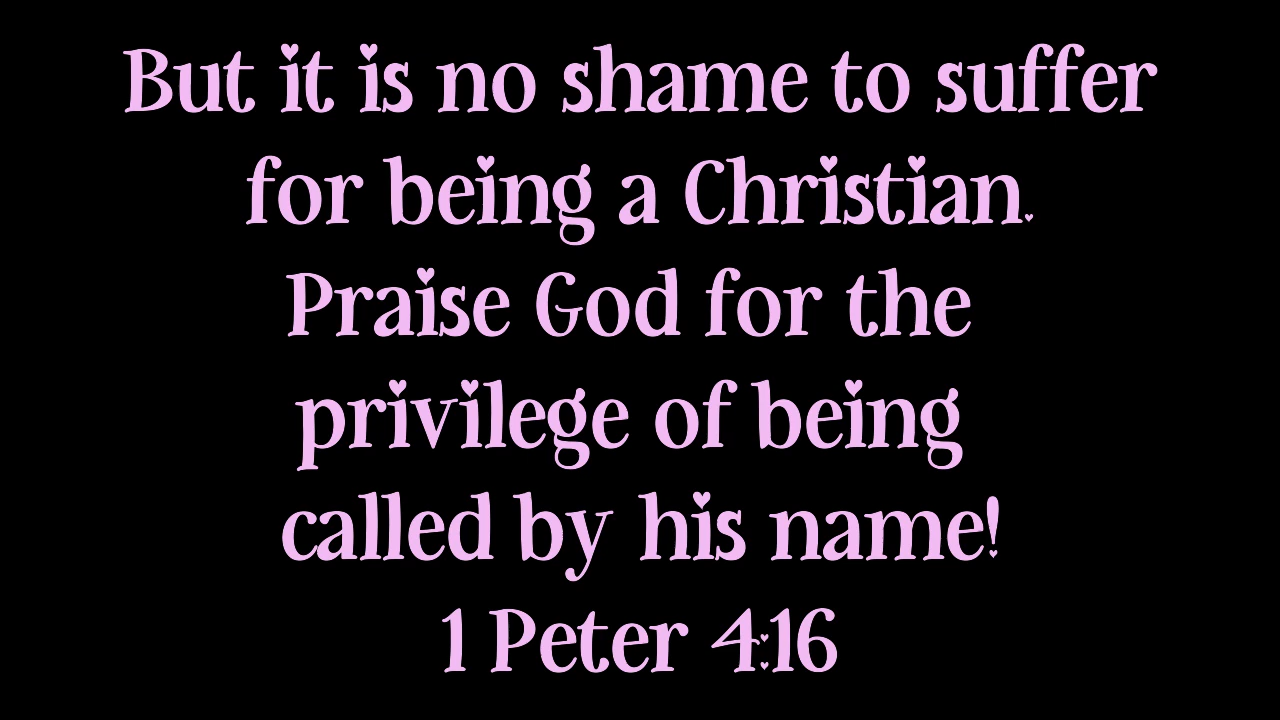 But it is no shame to suffer
for being a Christian.
Praise God for the
privilege of being
called by his name!
1 Peter 4:16